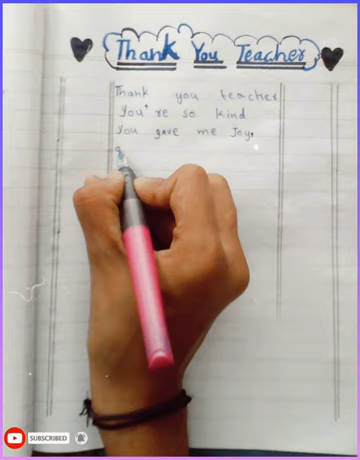 Thank You Teacher
Thank you teacher
You're so kind
You gave me Joy,
SUBSCRIBED